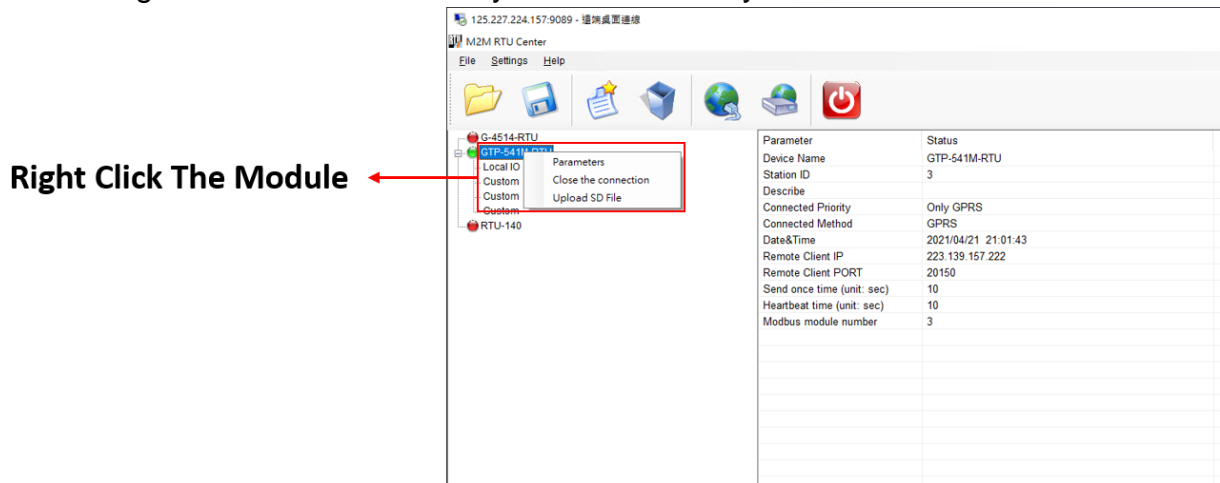 125.227.224.157:9089 - 遠端桌面連線
M2M RTU Center
File Settings Help
G-4514-RTU
GTP-541M-RTU
Local IO
Custom
Custom
Custom
RTU-140
Parameters
Close the connection
Upload SD File
Right Click The Module
Parameter Status
Device Name GTP-541M-RTU
Station ID 3
Describe
Connected Priority Only GPRS
Connected Method GPRS
Date&Time 2021/04/21 21:01:43
Remote Client IP 223.139.157.222
Remote Client PORT 20150
Send once time (unit: sec) 10
Heartbeat time (unit: sec) 10
Modbus module number 3